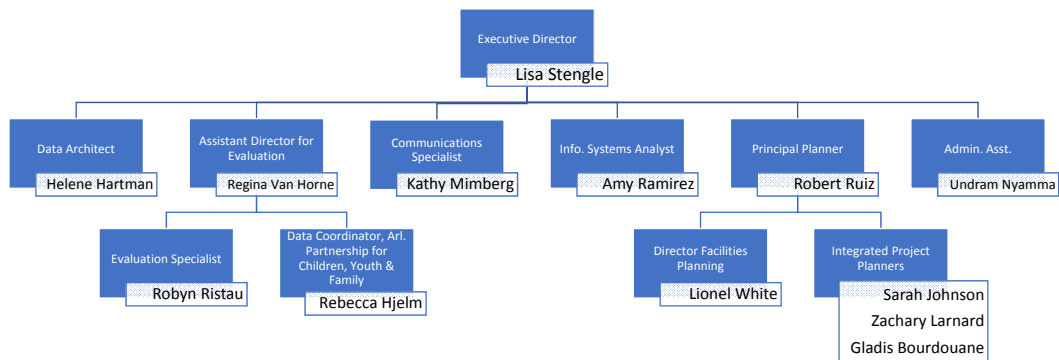 Executive Director
Lisa Stengle
Data Architect
Helene Hartman
Assistant Director for
Evaluation
Regina Van Horne
Communications
Specialist
Kathy Mimberg
Info. Systems Analyst
Amy Ramirez
Principal Planner
Robert Ruiz
Admin. Asst.
Undram Nyamma
Evaluation Specialist
Robyn Ristau
Data Coordinator, Arl.
Partnership for
Children, Youth &
Family
Rebecca Hjelm
Director Facilities
Planning
Lionel White
Integrated Project
Planners
Sarah Johnson
Zachary Larnard
Gladis Bourdouane